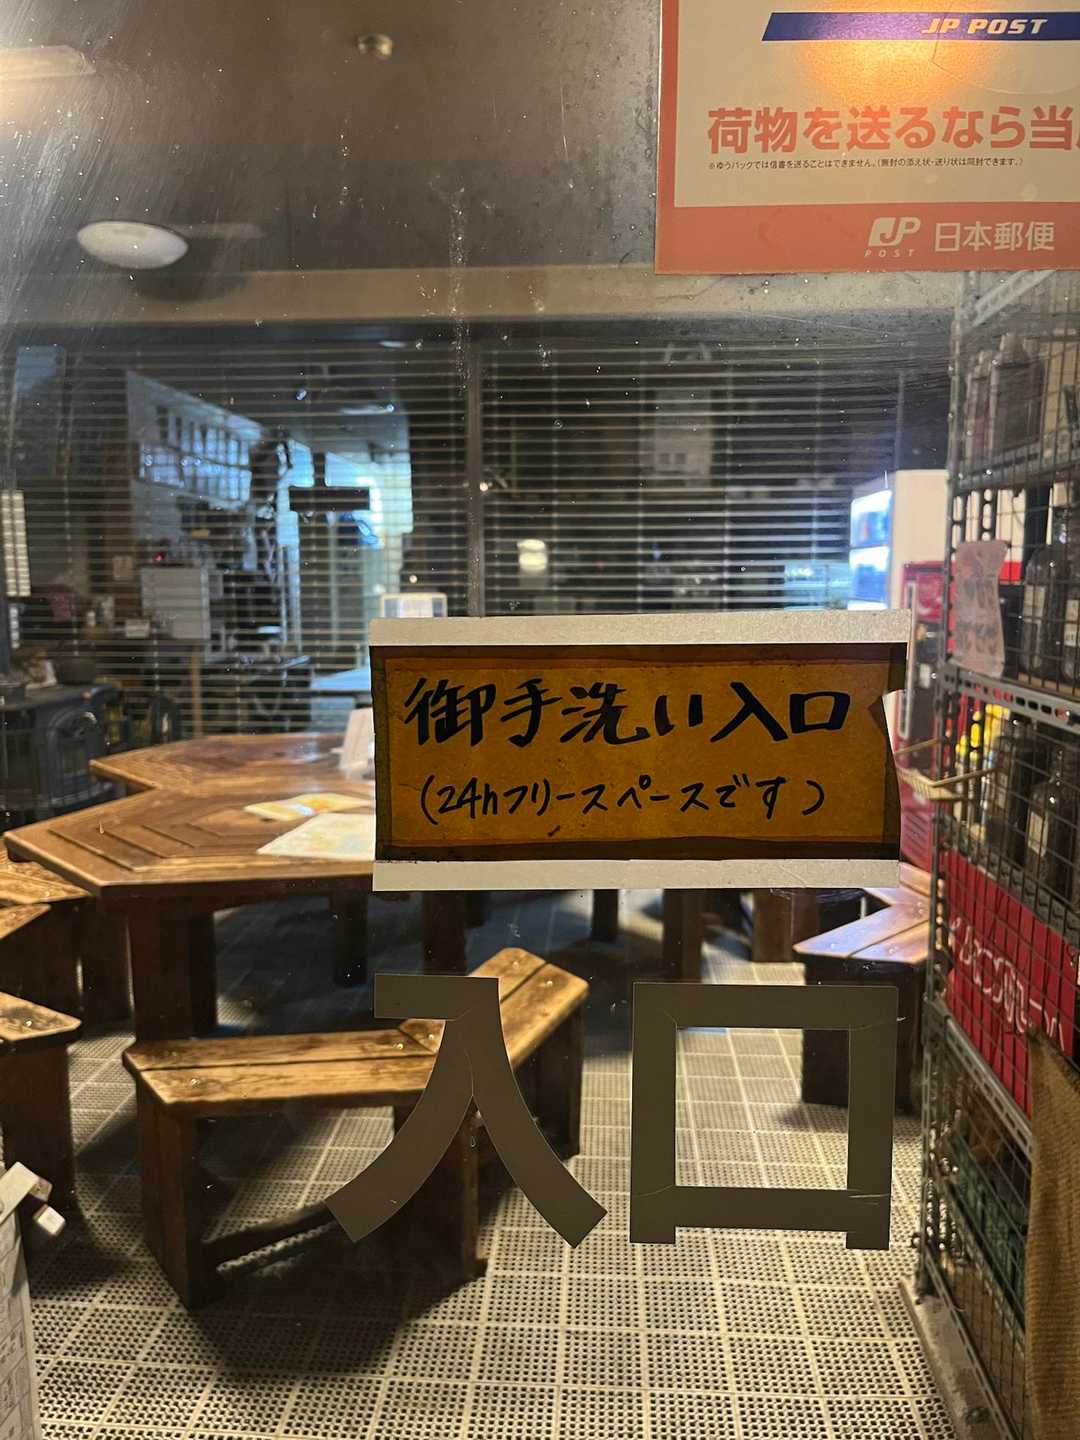 JP POST
荷物を送るなら当
※ゆうパックでは信書を送ることはできません。(無封の添え状・送り状は同封できます。)
JP
POST
日本郵便
御手洗い入口
(24hフリースペースです)
入口